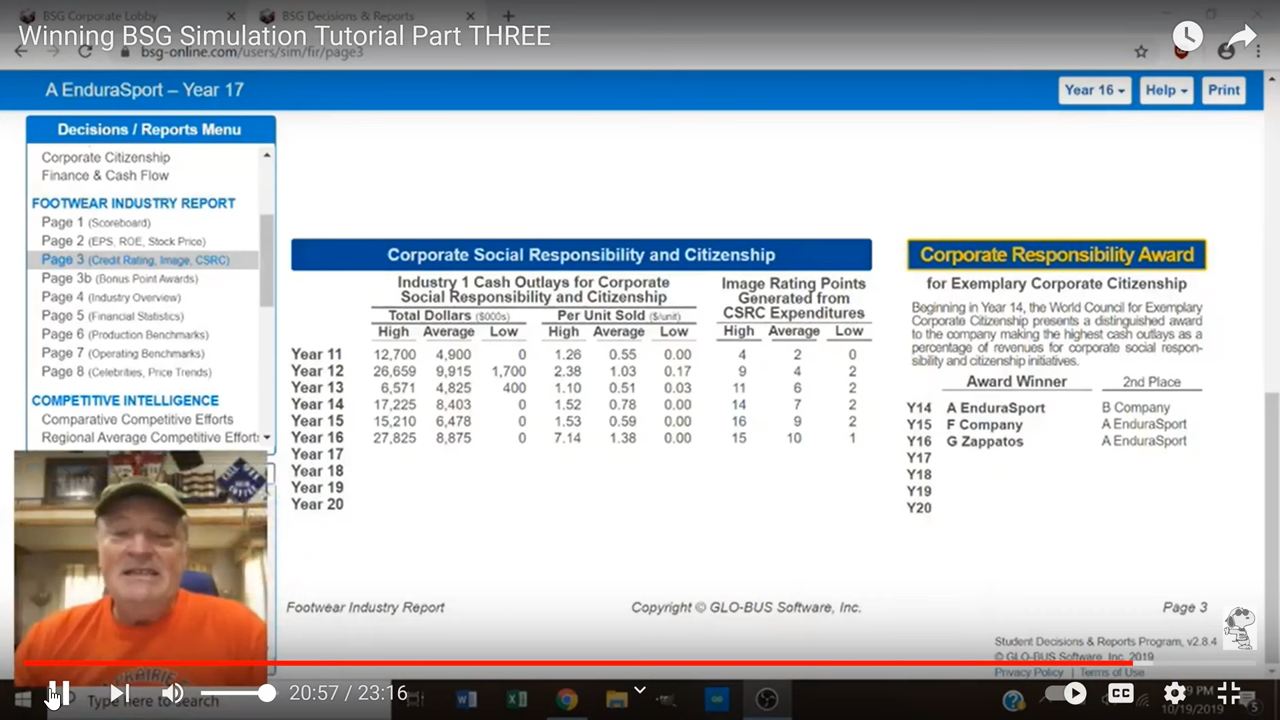 BSG Corporate Lobby
BSG Decisions & Reports
Winning BSG Simulation Tutorial Part THREE
bsg-online.com/users/sim/fir/page3
A EnduraSport – Year 17
Year 16
Help
Print
Decisions / Reports Menu
Corporate Citizenship
Finance & Cash Flow
FOOTWEAR INDUSTRY REPORT
Page 1 (Scoreboard)
Page 2 (EPS, ROE, Stock Price)
Page 3 (Credit Rating, Image, CSRC)
Page 3b (Bonus Point Awards)
Page 4 (Industry Overview)
Page 5 (Financial Statistics)
Page 6 (Production Benchmarks)
Page 7 (Operating Benchmarks)
Page 8 (Celebrities, Price Trends)
COMPETITIVE INTELLIGENCE
Comparative Competitive Efforts
Regional Average Competitive Efforts
Corporate Social Responsibility and Citizenship
Industry 1 Cash Outlays for Corporate
Social Responsibility and Citizenship
Image Rating Points
Generated from
CSRC Expenditures
Total Dollars ($000s)
Per Unit Sold ($/unit)
High Average Low High Average Low High Average Low
Year 11 12,700 4,900 0 1.26 0.55 0.00 4 2 0
Year 12 26,659 9,915 1,700 2.38 1.03 0.17 9 4 2
Year 13 6,571 4,825 400 1.10 0.51 0.03 11 6 2
Year 14 17,225 8,403 0 1.52 0.78 0.00 14 7 2
Year 15 15,210 6,478 0 1.53 0.59 0.00 16 9 2
Year 16 27,825 8,875 0 7.14 1.38 0.00 15 10 1
Year 17
Year 18
Year 19
Year 20
Corporate Responsibility Award
for Exemplary Corporate Citizenship
Beginning in Year 14, the World Council for Exemplary
Corporate Citizenship presents a distinguished award
to the company making the highest cash outlays as a
percentage of revenues for corporate social respon-
sibility and citizenship initiatives.
Award Winner 2nd Place
Y14 A EnduraSport B Company
Y15 F Company A EnduraSport
Y16 G Zappatos A EnduraSport
Y17
Y18
Y19
Y20
Footwear Industry Report
Copyright © GLO-BUS Software, Inc.
Page 3
Student Decisions & Reports Program, v2.8.4
© GLO-BUS Software, Inc. 2019
Privacy Policy | Terms of Use
PRAIRIE
20:57 / 23:16
Type here to search
CC
9 PM
10/19/2019
5